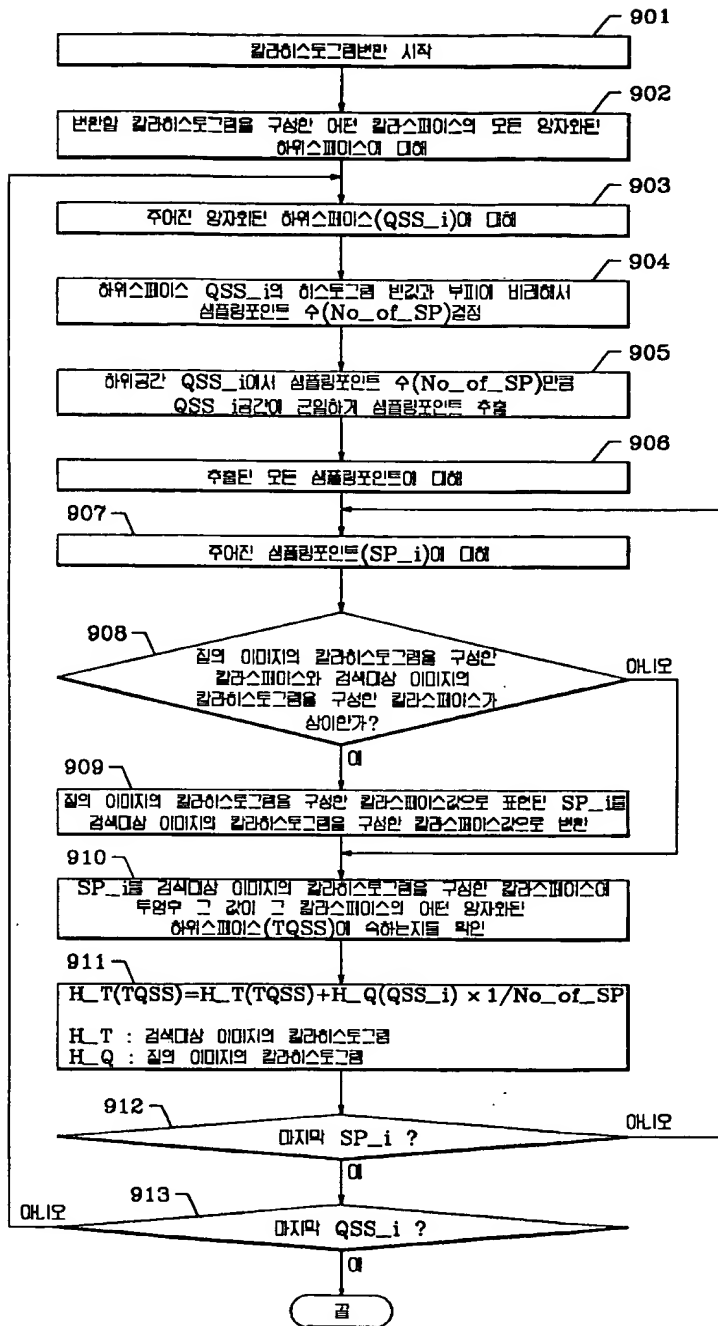 901
칼라히스토그램변환 시작
902
변환할 칼라히스토그램을 구성한 어떤 칼라스페이스의 모든 양자화된
하위스페이스에 대해
903
주어진 양자화된 하위스페이스(QSS_i)에 대해
904
하위스페이스 QSS_i의 히스토그램 빈값과 부피에 비례해서
샘플링포인트 수(No_of_SP)결정
905
하위공간 QSS_i에서 샘플링포인트 수(No_of_SP)만큼
QSS_i공간에 균일하게 샘플링포인트 추출
906
추출된 모든 샘플링포인트에 대해
907
주어진 샘플링포인트(SP_i)에 대해
908
질의 이미지의 칼라히스토그램을 구성한
칼라스페이스와 검색대상 이미지의
칼라히스토그램을 구성한 칼라스페이스가
상이한가?
아니오
예
909
질의 이미지의 칼라히스토그램을 구성한 칼라스페이스값으로 표현된 SP_i를
검색대상 이미지의 칼라히스토그램을 구성한 칼라스페이스값으로 변환
910
SP_i를 검색대상 이미지의 칼라히스토그램을 구성한 칼라스페이스에
투영후 그 값이 그 칼라스페이스의 어떤 양자화된
하위스페이스(TQSS)에 속하는지를 확인
911
H_T(TQSS)=H_T(TQSS)+H_Q(QSS_i) × 1/No_of_SP
H_T : 검색대상 이미지의 칼라히스토그램
H_Q : 질의 이미지의 칼라히스토그램
912
마지막 SP_i ?
아니오
예
913
아니오
마지막 QSS_i ?
예
끝